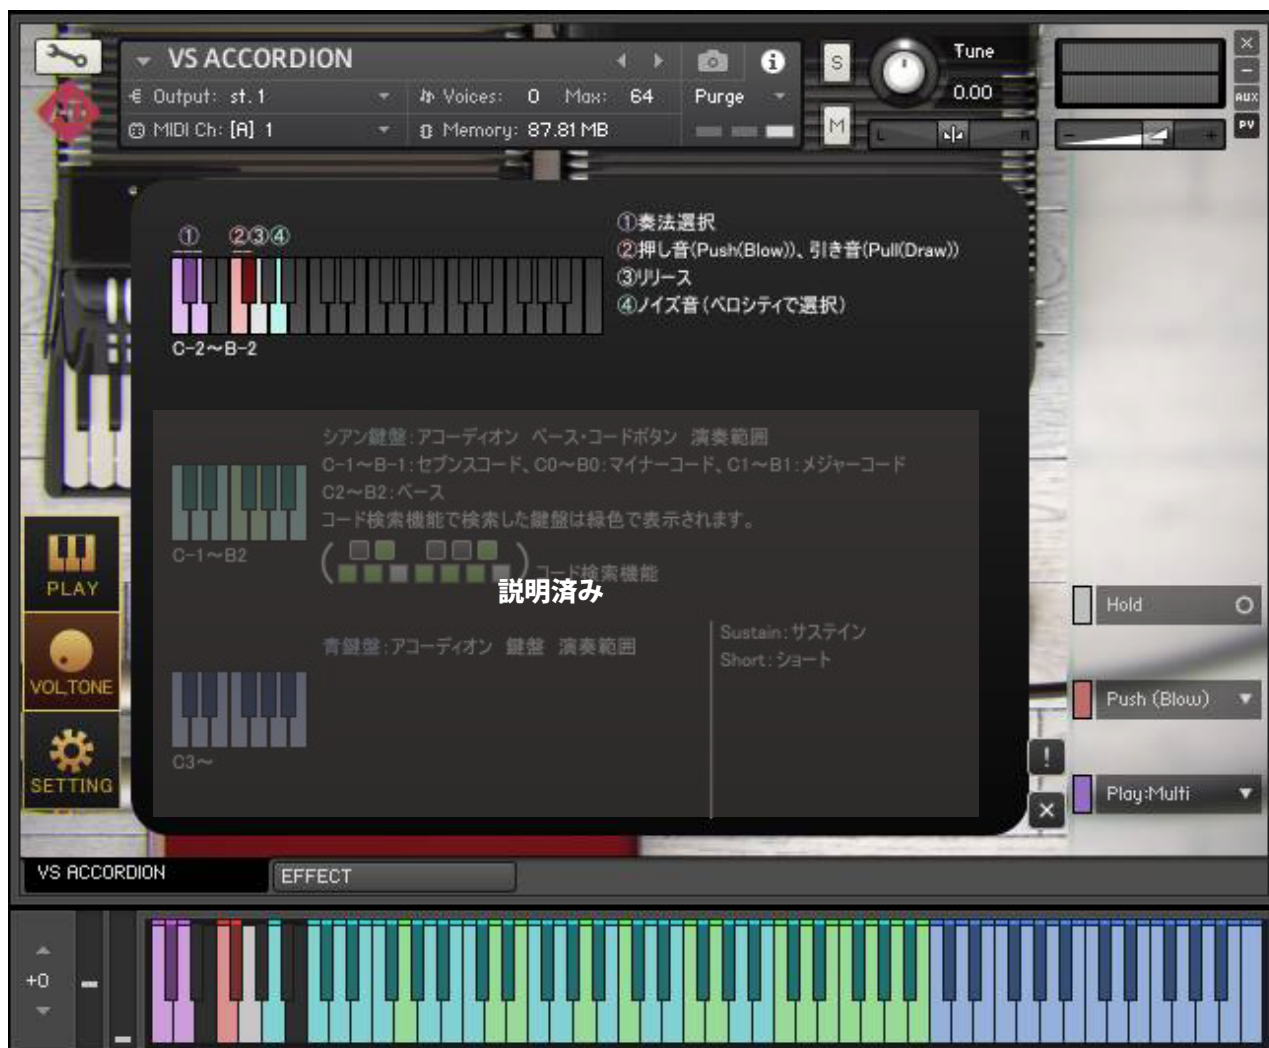 VS ACCORDION
Output: st.1
Voices: 0 Max: 64
Purge
MIDI Ch: [A] 1
Memory: 87.81 MB
S
M
Tune
0.00
L
R
-
+
×
-
AUX
PV
① ②③④
C-2～B-2
①奏法選択
②押し音(Push(Blow))、引き音(Pull(Draw))
③リリース
④ノイズ音(ベロシティで選択)
シアン鍵盤:アコーディオン ベース・コードボタン 演奏範囲
C-1～B-1:セブンスコード、C0～B0:マイナーコード、C1～B1:メジャーコード
C2～B2:ベース
コード検索機能で検索した鍵盤は緑色で表示されます。
C-1～B2
( ) コード検索機能
説明済み
青鍵盤:アコーディオン 鍵盤 演奏範囲
C3～
Sustain:サステイン
Short:ショート
PLAY
VOL,TONE
SETTING
Hold
Push (Blow)
Play:Multi
!
×
VS ACCORDION
EFFECT
+0